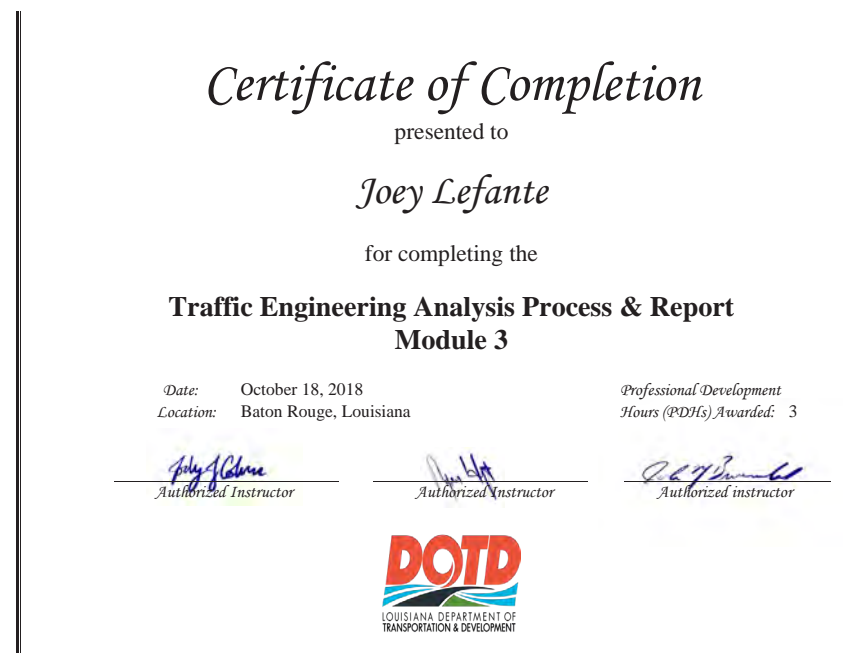 Certificate of Completion
presented to
Joey Lefante
for completing the
Traffic Engineering Analysis Process & Report
Module 3
Date: October 18, 2018
Location: Baton Rouge, Louisiana
Professional Development
Hours (PDHs) Awarded: 3
Authorized Instructor
Authorized Instructor
Authorized instructor
DOTD
LOUISIANA DEPARTMENT OF
TRANSPORTATION & DEVELOPMENT